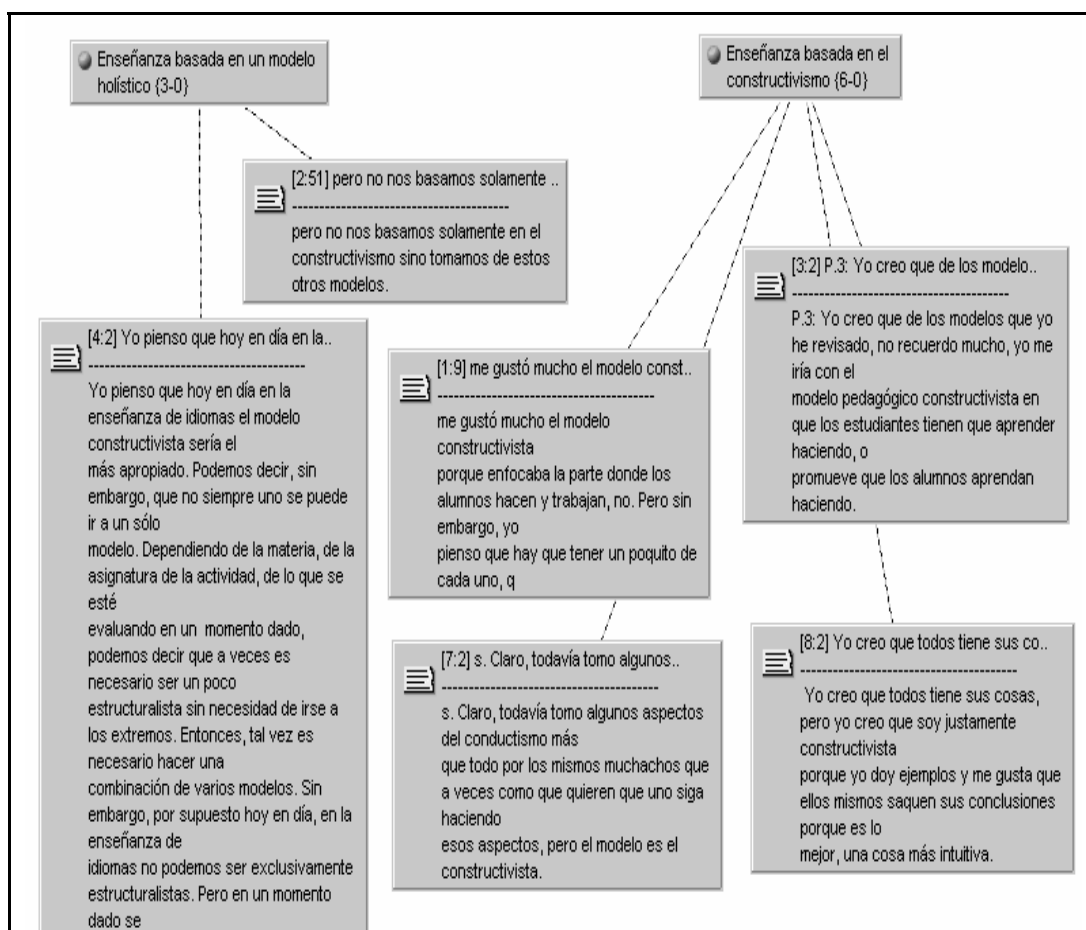 Enseñanza basada en un modelo
holístico {3-0}
[2:51] pero no nos basamos solamente ..
----------------------------------------
pero no nos basamos solamente en el
constructivismo sino tomamos de estos
otros modelos.
[4:2] Yo pienso que hoy en día en la..
----------------------------------------
Yo pienso que hoy en día en la
enseñanza de idiomas el modelo
constructivista sería el
más apropiado. Podemos decir, sin
embargo, que no siempre uno se puede
ir a un sólo
modelo. Dependiendo de la materia, de la
asignatura de la actividad, de lo que se
esté
evaluando en un momento dado,
podemos decir que a veces es
necesario ser un poco
estructuralista sin necesidad de irse a
los extremos. Entonces, tal vez es
necesario hacer una
combinación de varios modelos. Sin
embargo, por supuesto hoy en día, en la
enseñanza de
idiomas no podemos ser exclusivamente
estructuralistas. Pero en un momento
dado se
Enseñanza basada en el
constructivismo {6-0}
[1:9] me gustó mucho el modelo const..
----------------------------------------
me gustó mucho el modelo
constructivista
porque enfocaba la parte donde los
alumnos hacen y trabajan, no. Pero sin
embargo, yo
pienso que hay que tener un poquito de
cada uno, q
[7:2] s. Claro, todavía tomo algunos..
----------------------------------------
s. Claro, todavía tomo algunos aspectos
del conductismo más
que todo por los mismos muchachos que
a veces como que quieren que uno siga
haciendo
esos aspectos, pero el modelo es el
constructivista.
[3:2] P.3: Yo creo que de los modelo..
----------------------------------------
P.3: Yo creo que de los modelos que yo
he revisado, no recuerdo mucho, yo me
iría con el
modelo pedagógico constructivista en
que los estudiantes tienen que aprender
haciendo, o
promueve que los alumnos aprendan
haciendo.
[8:2] Yo creo que todos tiene sus co..
----------------------------------------
Yo creo que todos tiene sus cosas,
pero yo creo que soy justamente
constructivista
porque yo doy ejemplos y me gusta que
ellos mismos saquen sus conclusiones
porque es lo
mejor, una cosa más intuitiva.